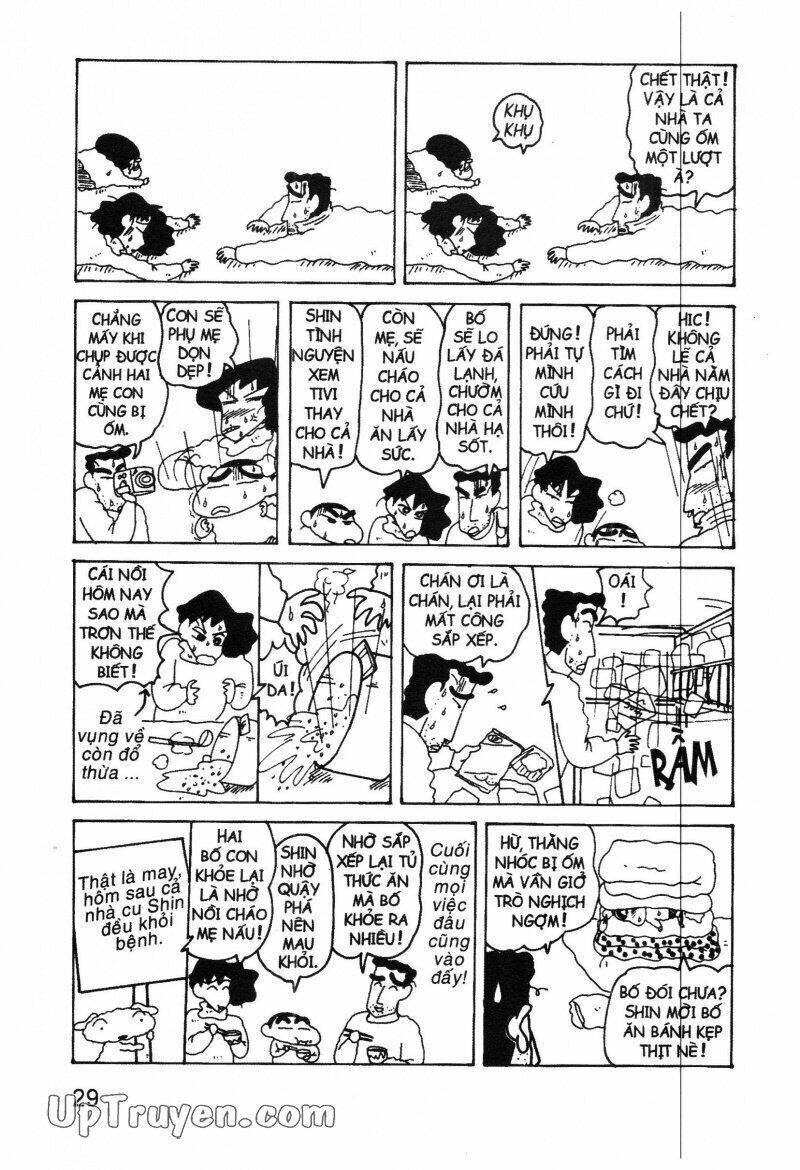 CHẾT THẬT!
VẬY LÀ CẢ
NHÀ TA
CÙNG ỐM
MỘT LƯỢT
À?
KHỤ
KHỤ
HIC!
KHÔNG
LẼ CẢ
NHÀ NẰM
ĐÂY CHỊU
CHẾT?
PHẢI
TÌM
CÁCH
GÌ ĐI
CHỨ!
ĐỨNG!
PHẢI TỰ
MÌNH
CỨU
MÌNH
THÔI!
BỐ
SẼ LO
LẤY ĐÁ
LẠNH,
CHƯỜM
CHO CẢ
NHÀ HẠ
SỐT.
CÒN
MẸ, SẼ
NẤU
CHÁO
CHO CẢ
NHÀ
ĂN LẤY
SỨC.
SHIN
TÌNH
NGUYỆN
XEM
TIVI
THAY
CHO CẢ
NHÀ!
CON SẼ
PHỤ MẸ
DỌN
DẸP!
CHẲNG
MẤY KHI
CHỤP ĐƯỢC
CẢNH HAI
MẸ CON
CÙNG BỊ
ỐM.
OÁI
!
RẦM
CHÁN ƠI LÀ
CHÁN, LẠI PHẢI
MẤT CÔNG
SẮP XẾP.
ÚI
DA!
CÁI NỒI
HÔM NAY
SAO MÀ
TRƠN THẾ
KHÔNG
BIẾT!
Đã
vụng về
còn đổ
thừa ...
HỪ, THẰNG
NHÓC BỊ ỐM
MÀ VẪN GIỞ
TRÒ NGHỊCH
NGỢM!
BỐ ĐÓI CHƯA?
SHIN MỜI BỐ
ĂN BÁNH KẸP
THỊT NÈ!
Cuối
cùng
mọi
việc
đâu
cũng
vào
đấy!
NHỜ SẮP
XẾP LẠI TỦ
THỨC ĂN
MÀ BỐ
KHỎE RA
NHIỀU!
SHIN
NHỜ
QUẬY
PHÁ
NÊN
MAU
KHỎI.
HAI
BỐ CON
KHỎE LẠI
LÀ NHỜ
NỒI CHÁO
MẸ NẤU!
Thật là may,
hôm sau cả
nhà cu Shin
đều khỏi
bệnh.
29
UpTruyen.com